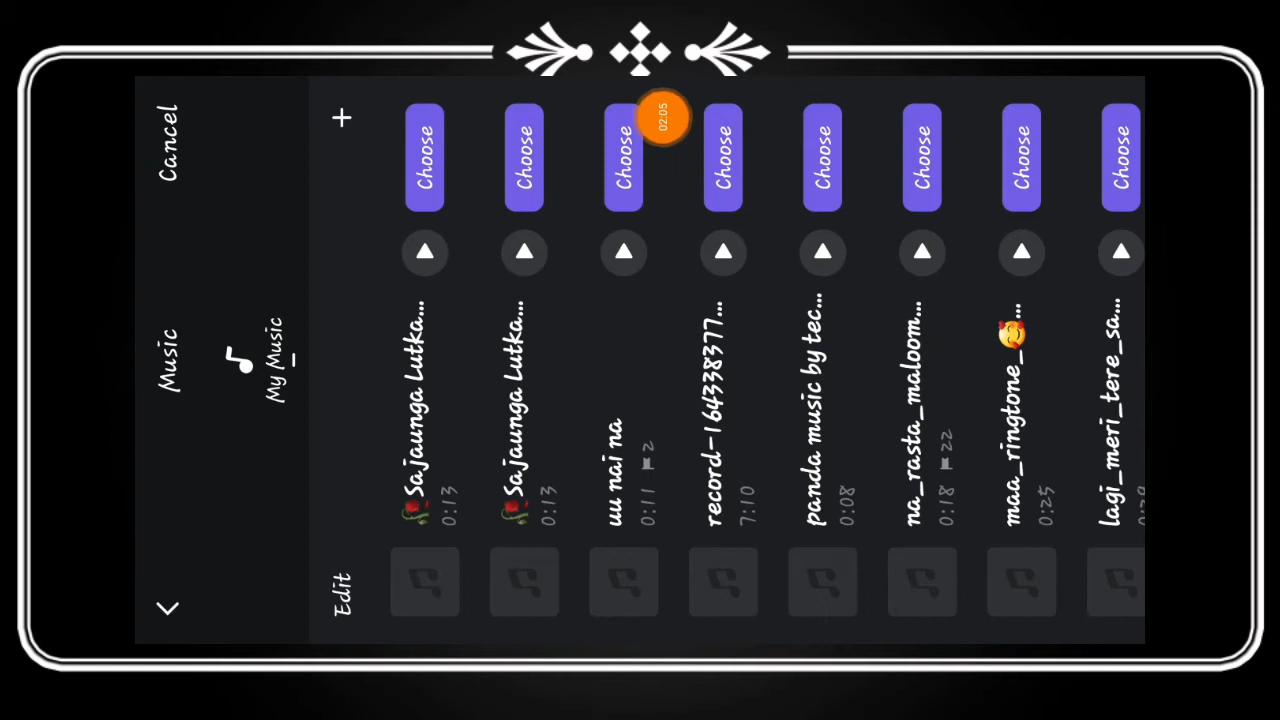 Music
Cancel
My Music
Edit
+
🥀Sajaunga Lutka...
0:13
Choose
🥀Sajaunga Lutka...
0:13
Choose
uu nai na
0:11 2
Choose
02:05
record-164338377...
7:10
Choose
panda music by tec...
0:08
Choose
na_rasta_maloom...
0:18 22
Choose
maa_ringtone_🥰...
0:25
Choose
lagi_meri_tere_sa...
Choose